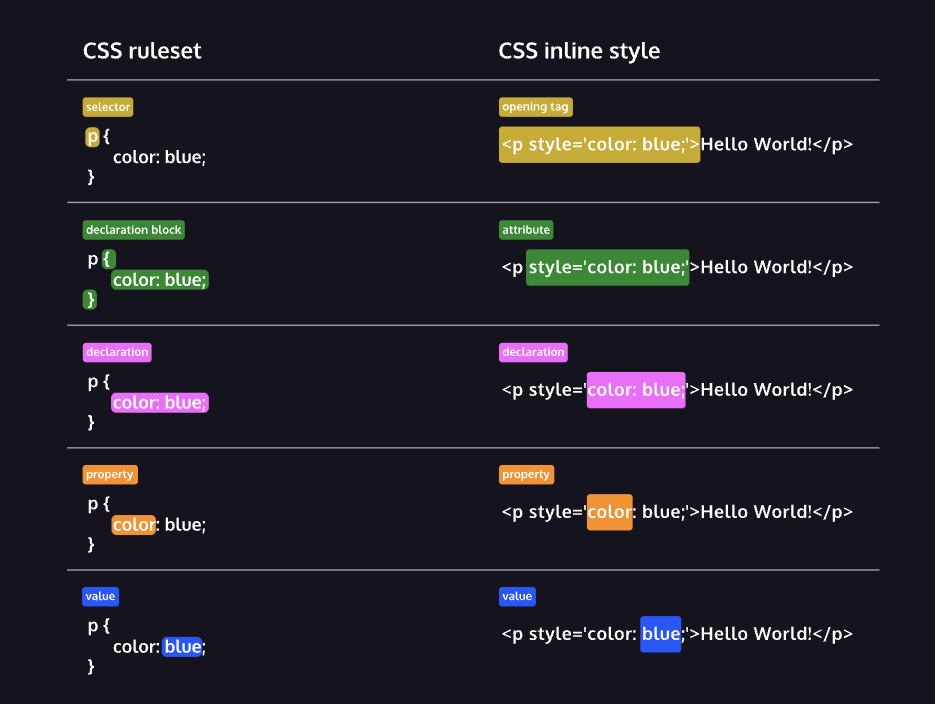 CSS ruleset
CSS inline style
selector
p {
color: blue;
}
opening tag
<p style='color: blue;'>Hello World!</p>
declaration block
p {
color: blue;
}
attribute
<p style='color: blue;'>Hello World!</p>
declaration
p {
color: blue;
}
declaration
<p style='color: blue;'>Hello World!</p>
property
p {
color: blue;
}
property
<p style='color: blue;'>Hello World!</p>
value
p {
color: blue;
}
value
<p style='color: blue;'>Hello World!</p>